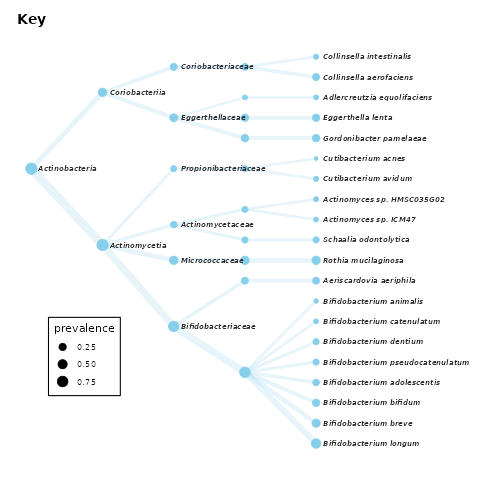 Key
Collinsella intestinalis
Coriobacteriaceae
Collinsella aerofaciens
Coriobacteriia
Adlercreutzia equolifaciens
Eggerthellaceae
Eggerthella lenta
Gordonibacter pamelaeae
Cutibacterium acnes
Actinobacteria
Propionibacteriaceae
Cutibacterium avidum
Actinomyces sp. HMSC035G02
Actinomyces sp. ICM47
Actinomycetaceae
Schaalia odontolytica
Actinomycetia
Micrococcaceae
Rothia mucilaginosa
Aeriscardovia aeriphila
Bifidobacterium animalis
Bifidobacterium catenulatum
Bifidobacteriaceae
Bifidobacterium dentium
Bifidobacterium pseudocatenulatum
Bifidobacterium adolescentis
Bifidobacterium bifidum
Bifidobacterium breve
Bifidobacterium longum
prevalence
0.25
0.50
0.75